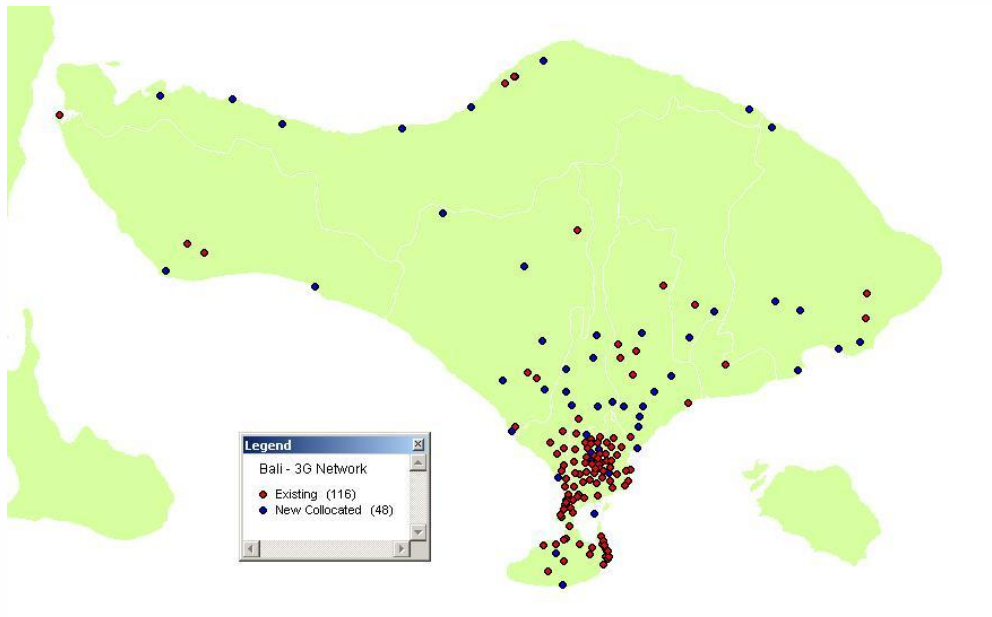 Legend
Bali - 3G Network
Existing (116)
New Collocated (48)